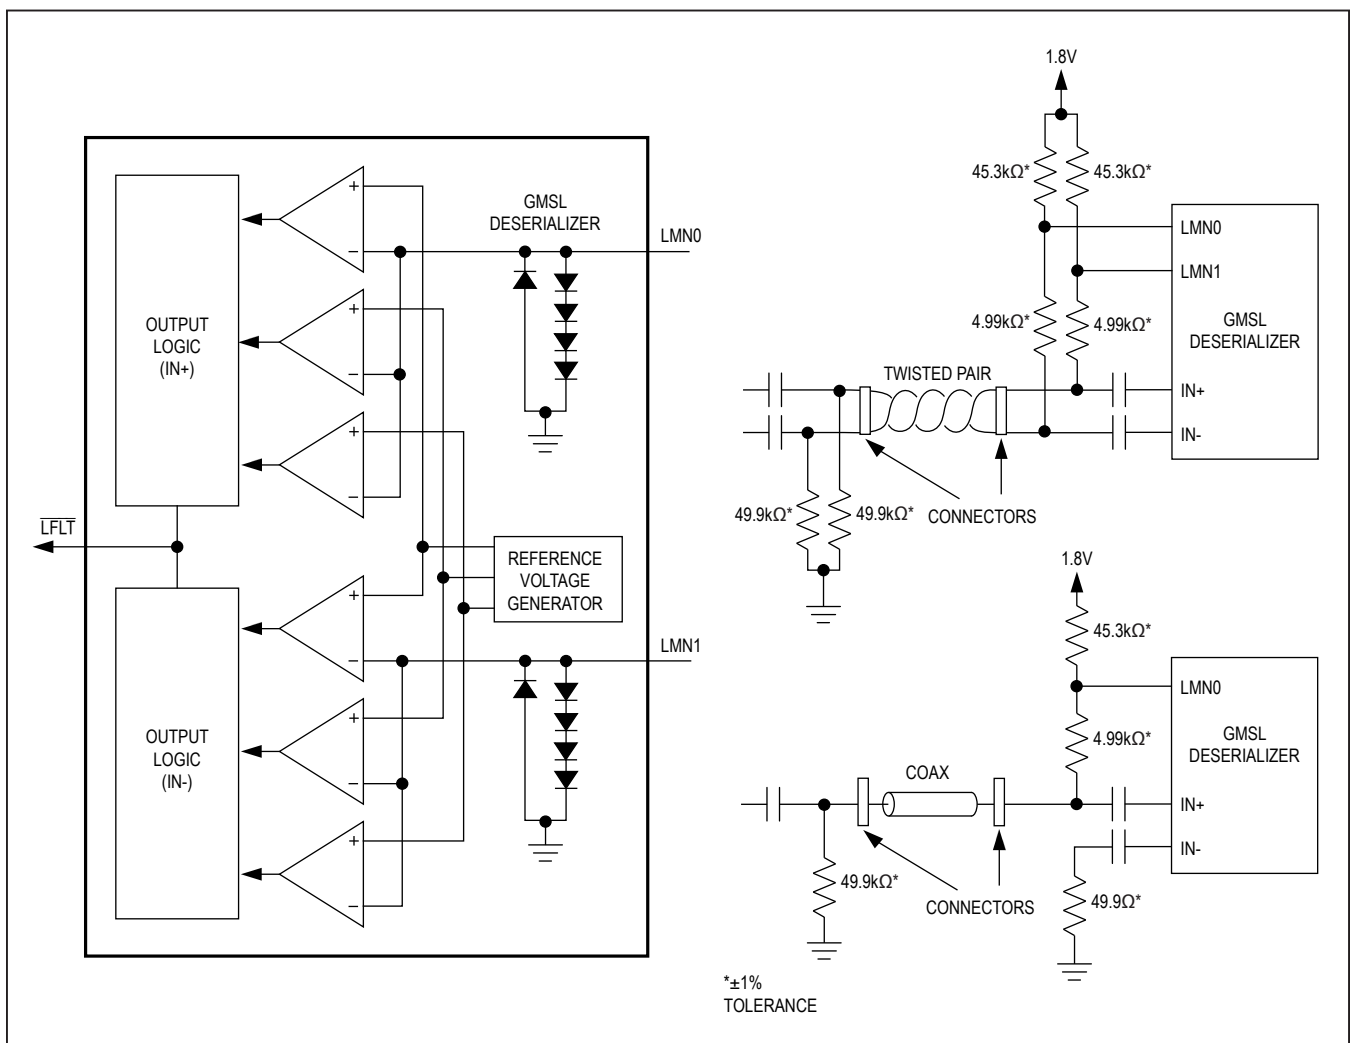 GMSL
DESERIALIZER
LMN0
+
−
+
−
OUTPUT
LOGIC
(IN+)
+
−
LFLT
REFERENCE
VOLTAGE
GENERATOR
+
−
LMN1
+
−
OUTPUT
LOGIC
(IN-)
+
−
1.8V
45.3kΩ*
45.3kΩ*
LMN0
LMN1
4.99kΩ*
4.99kΩ*
GMSL
DESERIALIZER
TWISTED PAIR
IN+
IN-
49.9kΩ*
49.9kΩ*
CONNECTORS
1.8V
45.3kΩ*
LMN0
4.99kΩ*
GMSL
DESERIALIZER
COAX
IN+
IN-
49.9kΩ*
49.9Ω*
CONNECTORS
*±1%
TOLERANCE